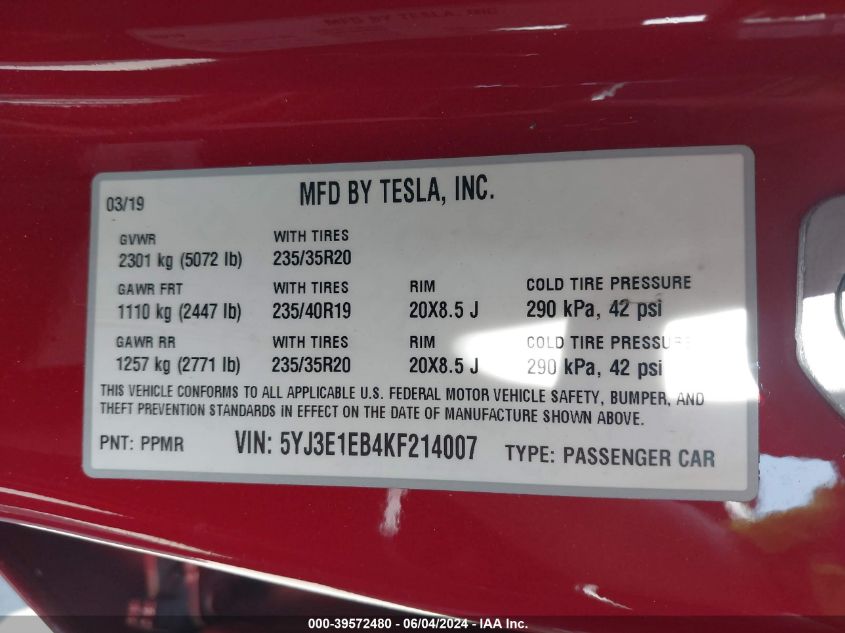 MFD BY TESLA, INC.
03/19
GVWR WITH TIRES
2301 kg (5072 lb) 235/35R20
GAWR FRT WITH TIRES RIM COLD TIRE PRESSURE
1110 kg (2447 lb) 235/40R19 20X8.5 J 290 kPa, 42 psi
GAWR RR WITH TIRES RIM COLD TIRE PRESSURE
1257 kg (2771 lb) 235/35R20 20X8.5 J 290 kPa, 42 psi
THIS VEHICLE CONFORMS TO ALL APPLICABLE U.S. FEDERAL MOTOR VEHICLE SAFETY, BUMPER, AND
THEFT PREVENTION STANDARDS IN EFFECT ON THE DATE OF MANUFACTURE SHOWN ABOVE.
PNT: PPMR VIN: 5YJ3E1EB4KF214007 TYPE: PASSENGER CAR
000-39572480 - 06/04/2024 - IAA Inc.